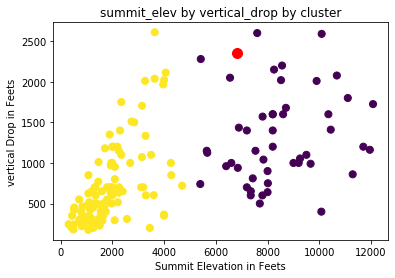 summit_elev by vertical_drop by cluster
vertical Drop in Feets
2500
2000
1500
1000
500
0 2000 4000 6000 8000 10000 12000
Summit Elevation in Feets